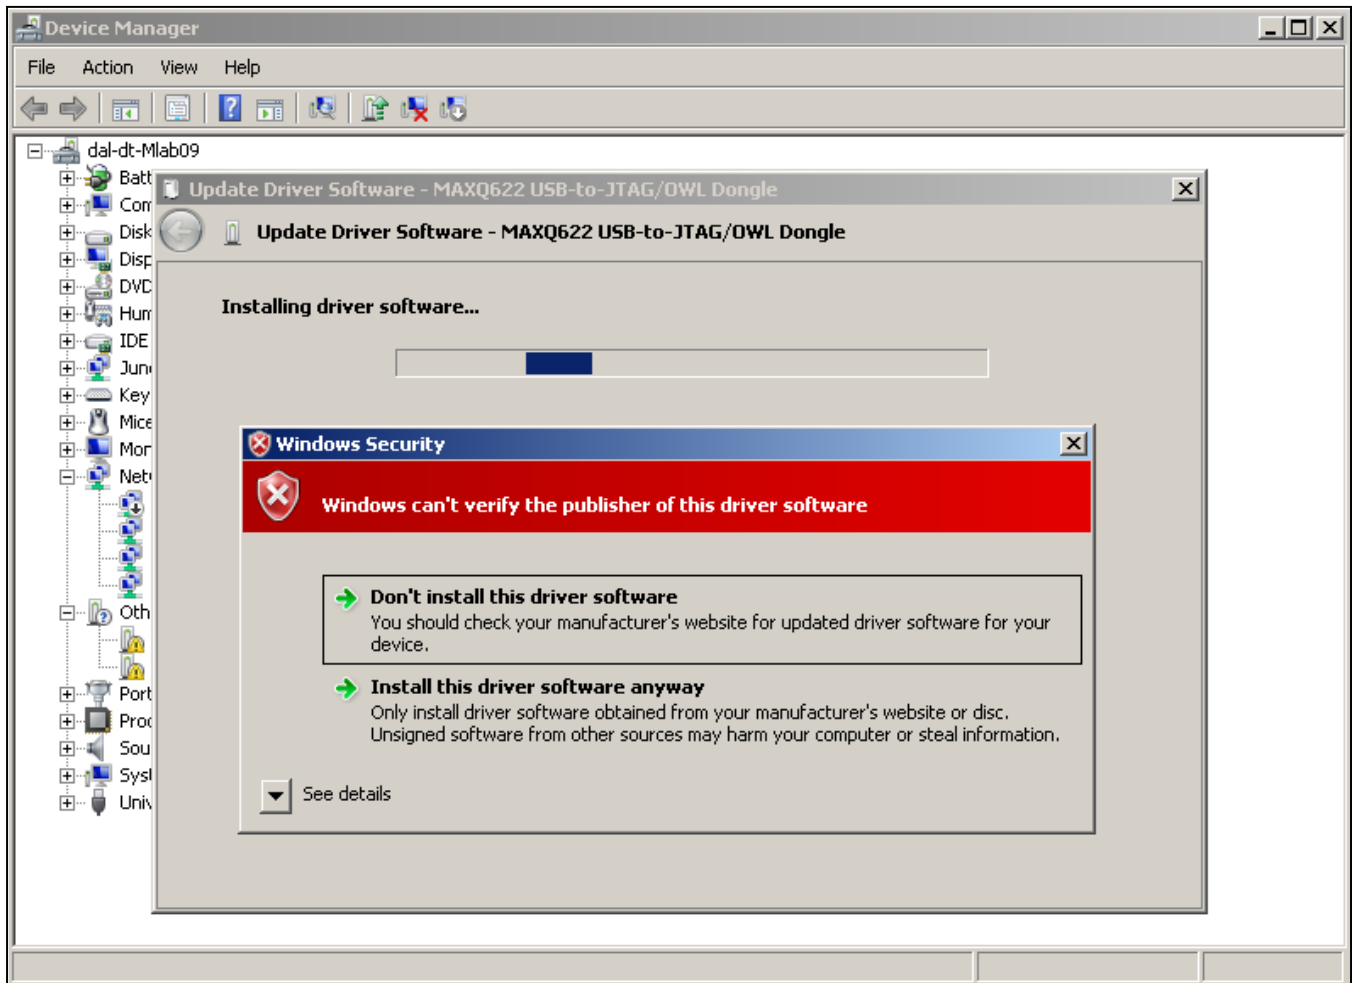 Device Manager
File Action View Help
dal-dt-Mlab09
Batt
Com
Disk
Disp
DVD
Hum
IDE
Key
Mice
Mon
Port
Proc
Sou
Syst
Univ
Update Driver Software - MAXQ622 USB-to-JTAG/OWL Dongle
Update Driver Software - MAXQ622 USB-to-JTAG/OWL Dongle
Installing driver software...
Windows Security
Windows can't verify the publisher of this driver software
Don't install this driver software
You should check your manufacturer's website for updated driver software for your
device.
Install this driver software anyway
Only install driver software obtained from your manufacturer's website or disc.
Unsigned software from other sources may harm your computer or steal information.
See details